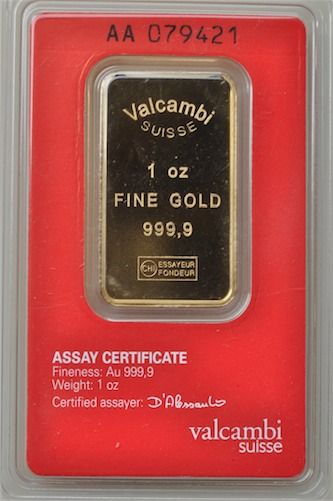 AA 079421
Valcambi
SUISSE
1 oz
FINE GOLD
999,9
CHI ESSAYEUR
FONDEUR
ASSAY CERTIFICATE
Fineness: Au 999,9
Weight: 1 oz
Certified assayer: D'Alessandro
valcambi
suisse